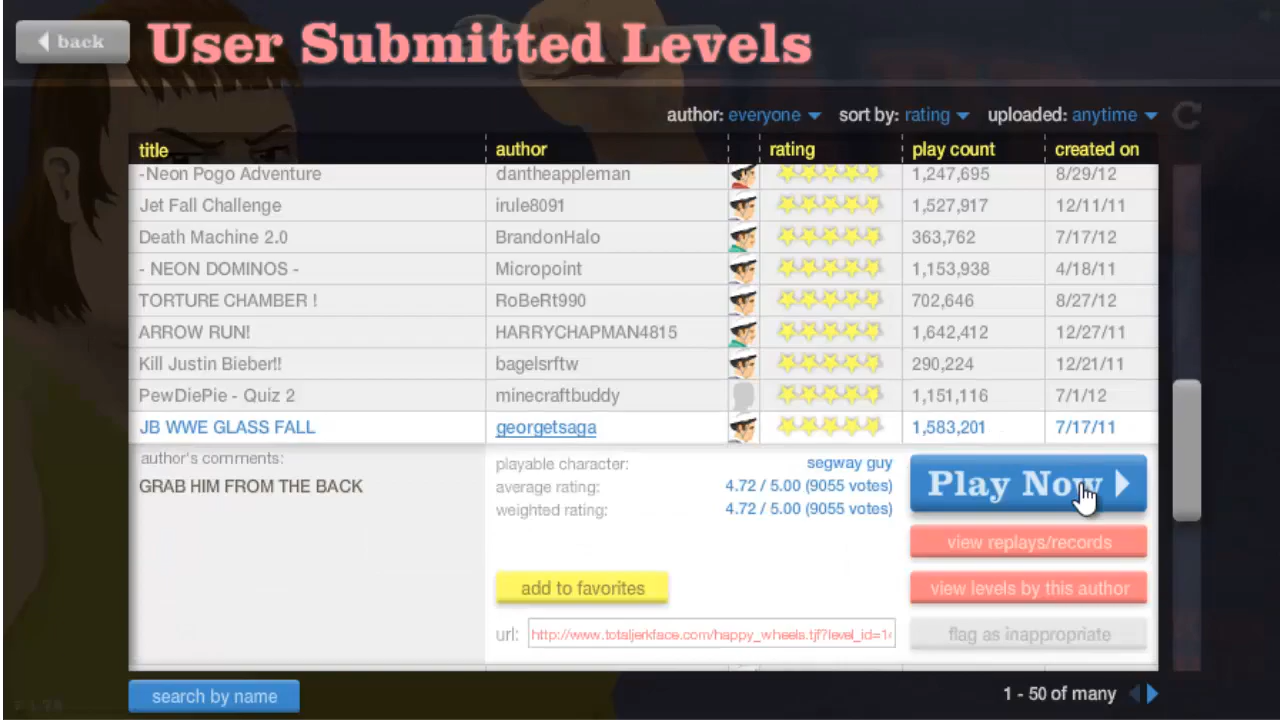 back
User Submitted Levels
author: everyone sort by: rating uploaded: anytime
title author rating play count created on
-Neon Pogo Adventure dantheappleman 1,247,695 8/29/12
Jet Fall Challenge irule8091 1,527,917 12/11/11
Death Machine 2.0 BrandonHalo 363,762 7/17/12
- NEON DOMINOS - Micropoint 1,153,938 4/18/11
TORTURE CHAMBER ! RoBeRt990 702,646 8/27/12
ARROW RUN! HARRYCHAPMAN4815 1,642,412 12/27/11
Kill Justin Bieber!! bagelsrftw 290,224 12/21/11
PewDiePie - Quiz 2 minecraftbuddy 1,151,116 7/1/12
JB WWE GLASS FALL georgetsaga 1,583,201 7/17/11
author's comments:
GRAB HIM FROM THE BACK
playable character: segway guy
average rating: 4.72 / 5.00 (9055 votes)
weighted rating: 4.72 / 5.00 (9055 votes)
Play Now
view replays/records
add to favorites
view levels by this author
url: http://www.totaljerkface.com/happy_wheels.tjf?level_id=1
flag as inappropriate
search by name
1 - 50 of many